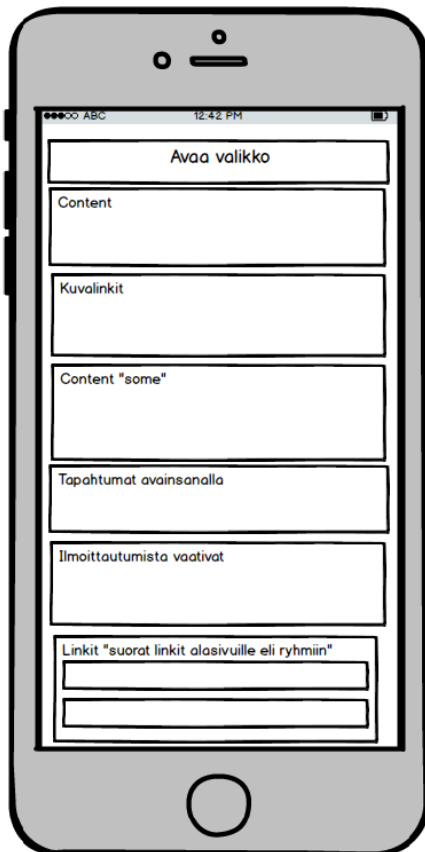 ABC 12:42 PM
Avaa valikko
Content
Kuvalinkit
Content "some"
Tapahtumat avainsanalla
Ilmoittautumista vaativat
Linkit "suorat linkit alasivuille eli ryhmiin"